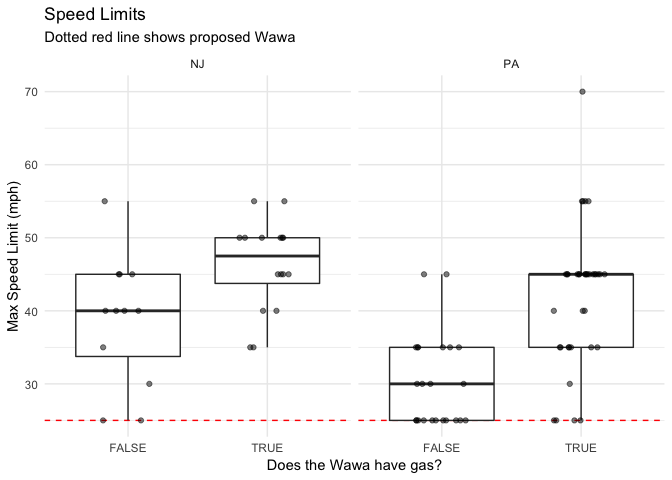 Speed Limits
Dotted red line shows proposed Wawa
NJ
PA
Max Speed Limit (mph)
70
60
50
40
30
FALSE
TRUE
FALSE
TRUE
Does the Wawa have gas?